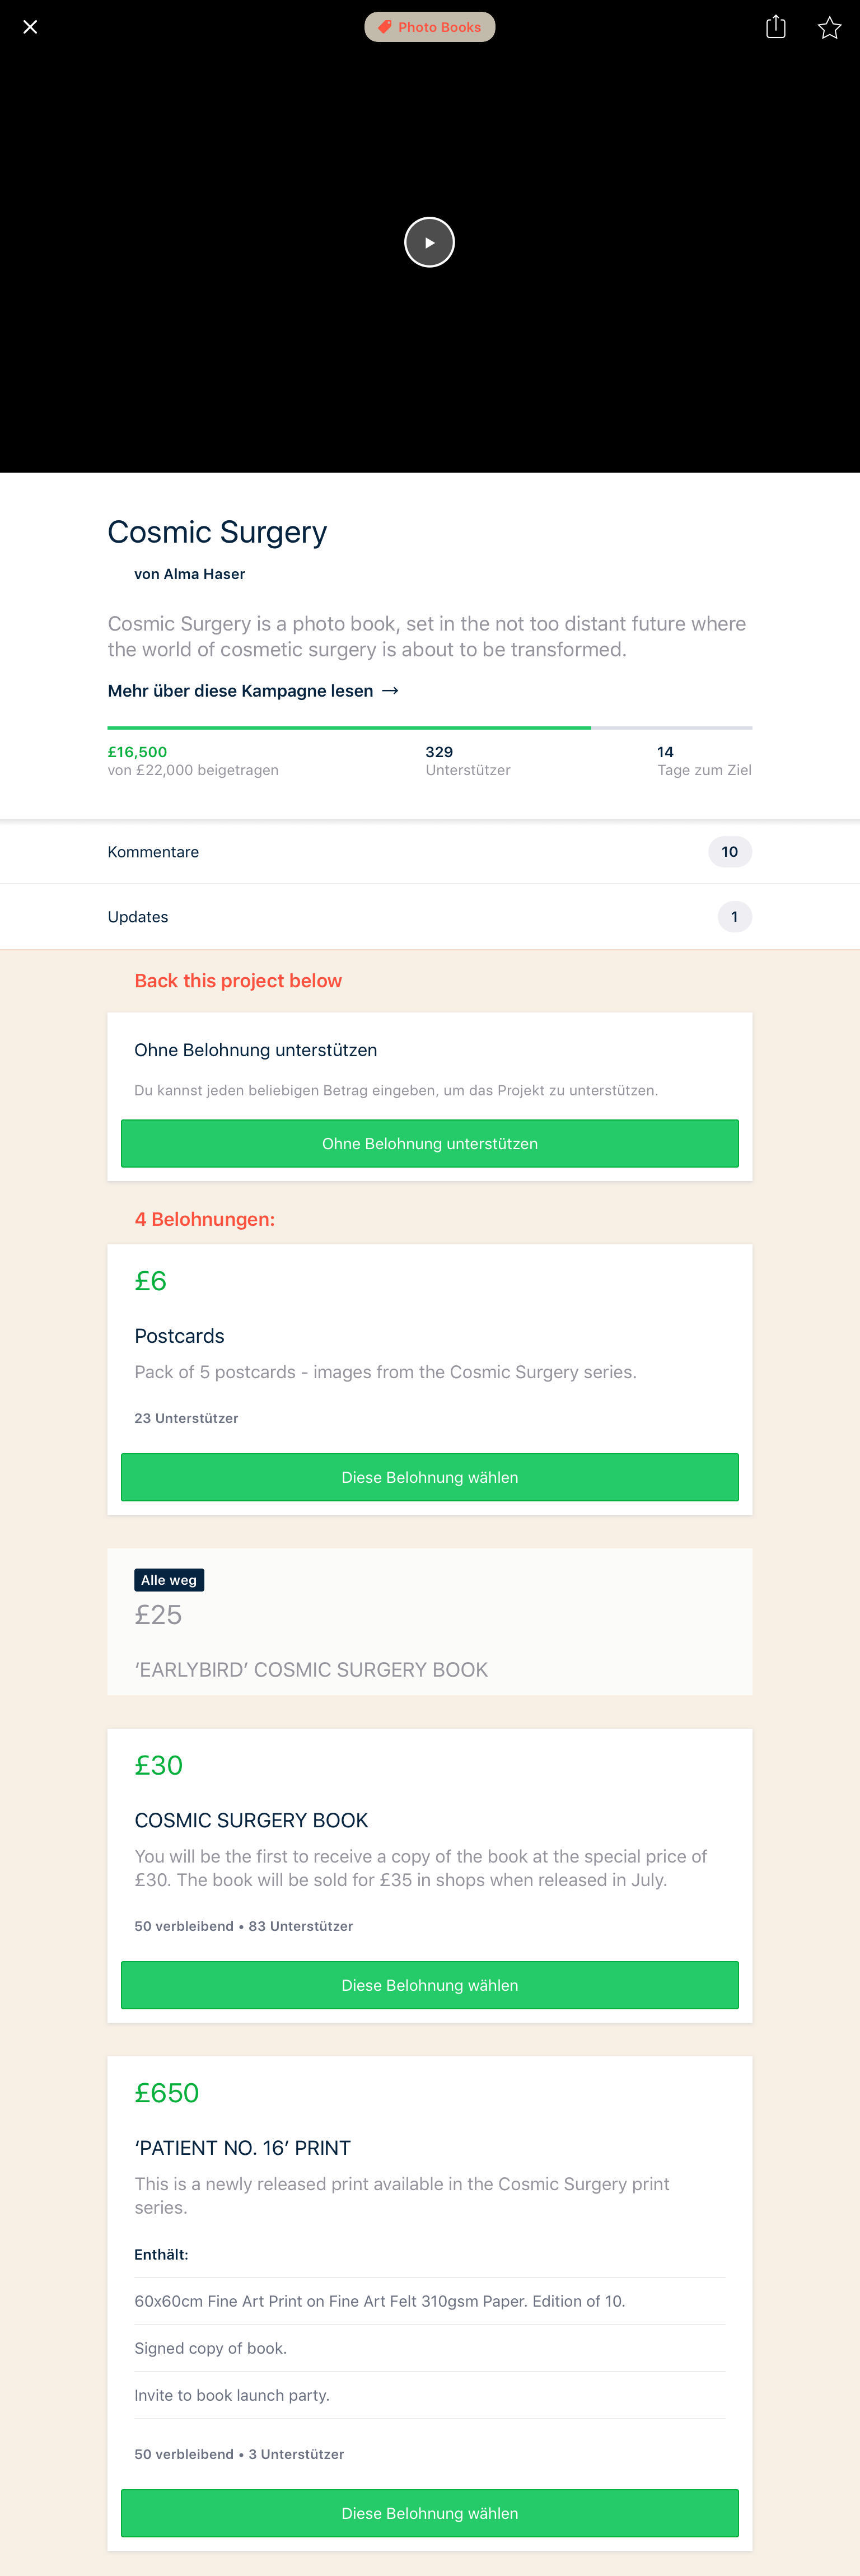 Photo Books
Cosmic Surgery
von Alma Haser
Cosmic Surgery is a photo book, set in the not too distant future where
the world of cosmetic surgery is about to be transformed.
Mehr über diese Kampagne lesen →
£16,500
von £22,000 beigetragen
329
Unterstützer
14
Tage zum Ziel
Kommentare
10
Updates
1
Back this project below
Ohne Belohnung unterstützen
Du kannst jeden beliebigen Betrag eingeben, um das Projekt zu unterstützen.
Ohne Belohnung unterstützen
4 Belohnungen:
£6
Postcards
Pack of 5 postcards - images from the Cosmic Surgery series.
23 Unterstützer
Diese Belohnung wählen
Alle weg
£25
‘EARLYBIRD’ COSMIC SURGERY BOOK
£30
COSMIC SURGERY BOOK
You will be the first to receive a copy of the book at the special price of
£30. The book will be sold for £35 in shops when released in July.
50 verbleibend • 83 Unterstützer
Diese Belohnung wählen
£650
‘PATIENT NO. 16’ PRINT
This is a newly released print available in the Cosmic Surgery print
series.
Enthält:
60x60cm Fine Art Print on Fine Art Felt 310gsm Paper. Edition of 10.
Signed copy of book.
Invite to book launch party.
50 verbleibend • 3 Unterstützer
Diese Belohnung wählen